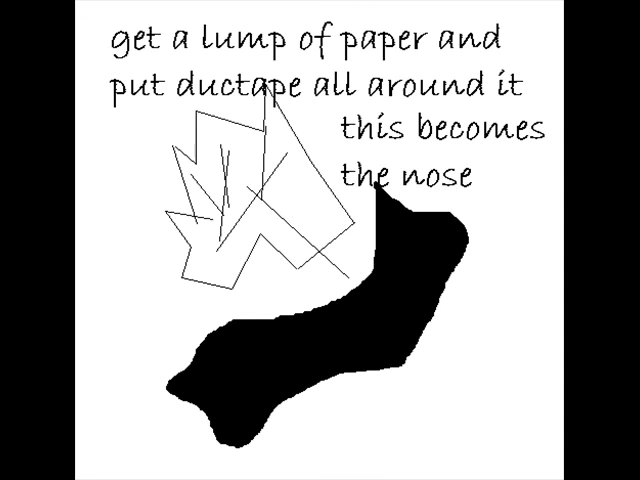 get a lump of paper and
put ductape all around it
this becomes
the nose